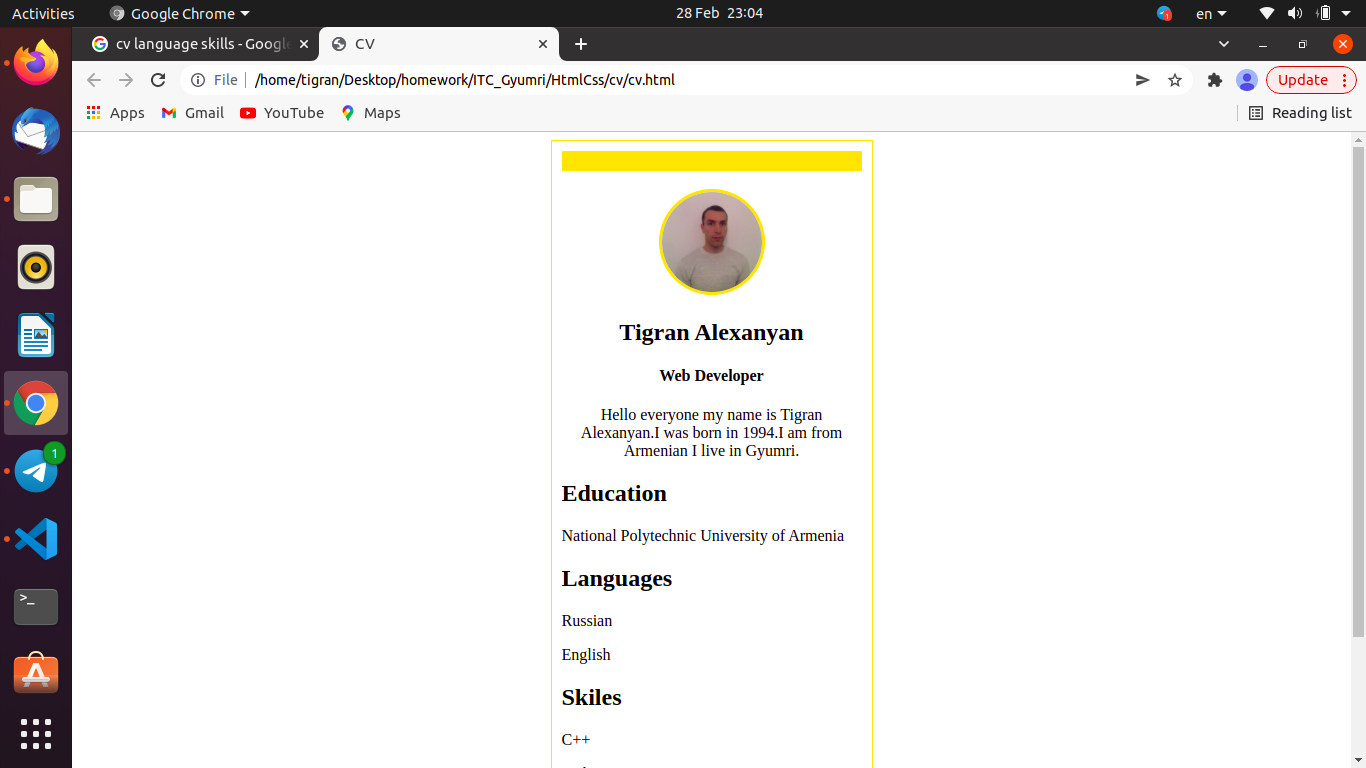 Activities Google Chrome 28 Feb 23:04 1 en
cv language skills - Google CV
File /home/tigran/Desktop/homework/ITC_Gyumri/HtmlCss/cv/cv.html Update
Apps Gmail YouTube Maps Reading list
Tigran Alexanyan
Web Developer
Hello everyone my name is Tigran
Alexanyan.I was born in 1994.I am from
Armenian I live in Gyumri.
Education
National Polytechnic University of Armenia
Languages
Russian
English
Skiles
C++
1
>_